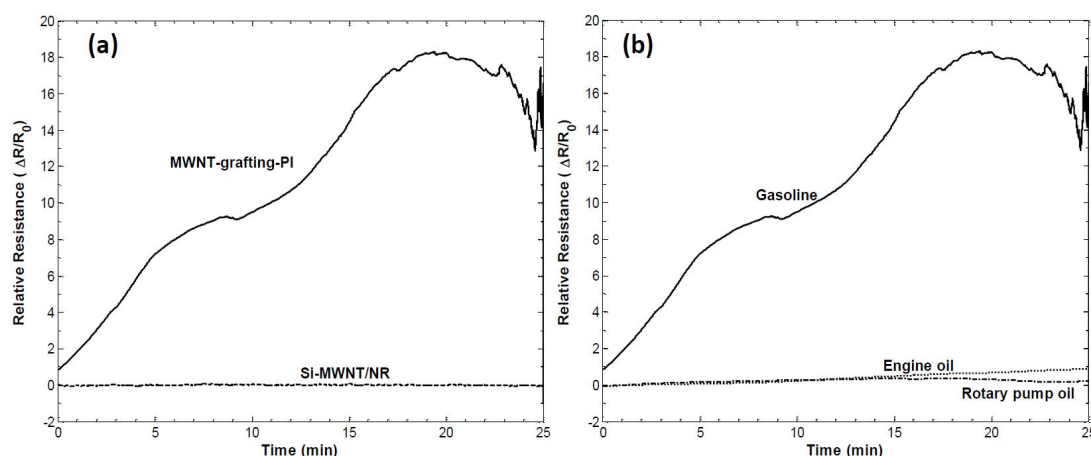 (a)
20
18
16
14
12
10
8
6
4
2
0
-2
Relative Resistance ( ΔR/R0)
MWNT-grafting-PI
Si-MWNT/NR
0 5 10 15 20 25
Time (min)
(b)
20
18
16
14
12
10
8
6
4
2
0
-2
Relative Resistance ( ΔR/R0)
Gasoline
Engine oil
Rotary pump oil
0 5 10 15 20 25
Time (min)